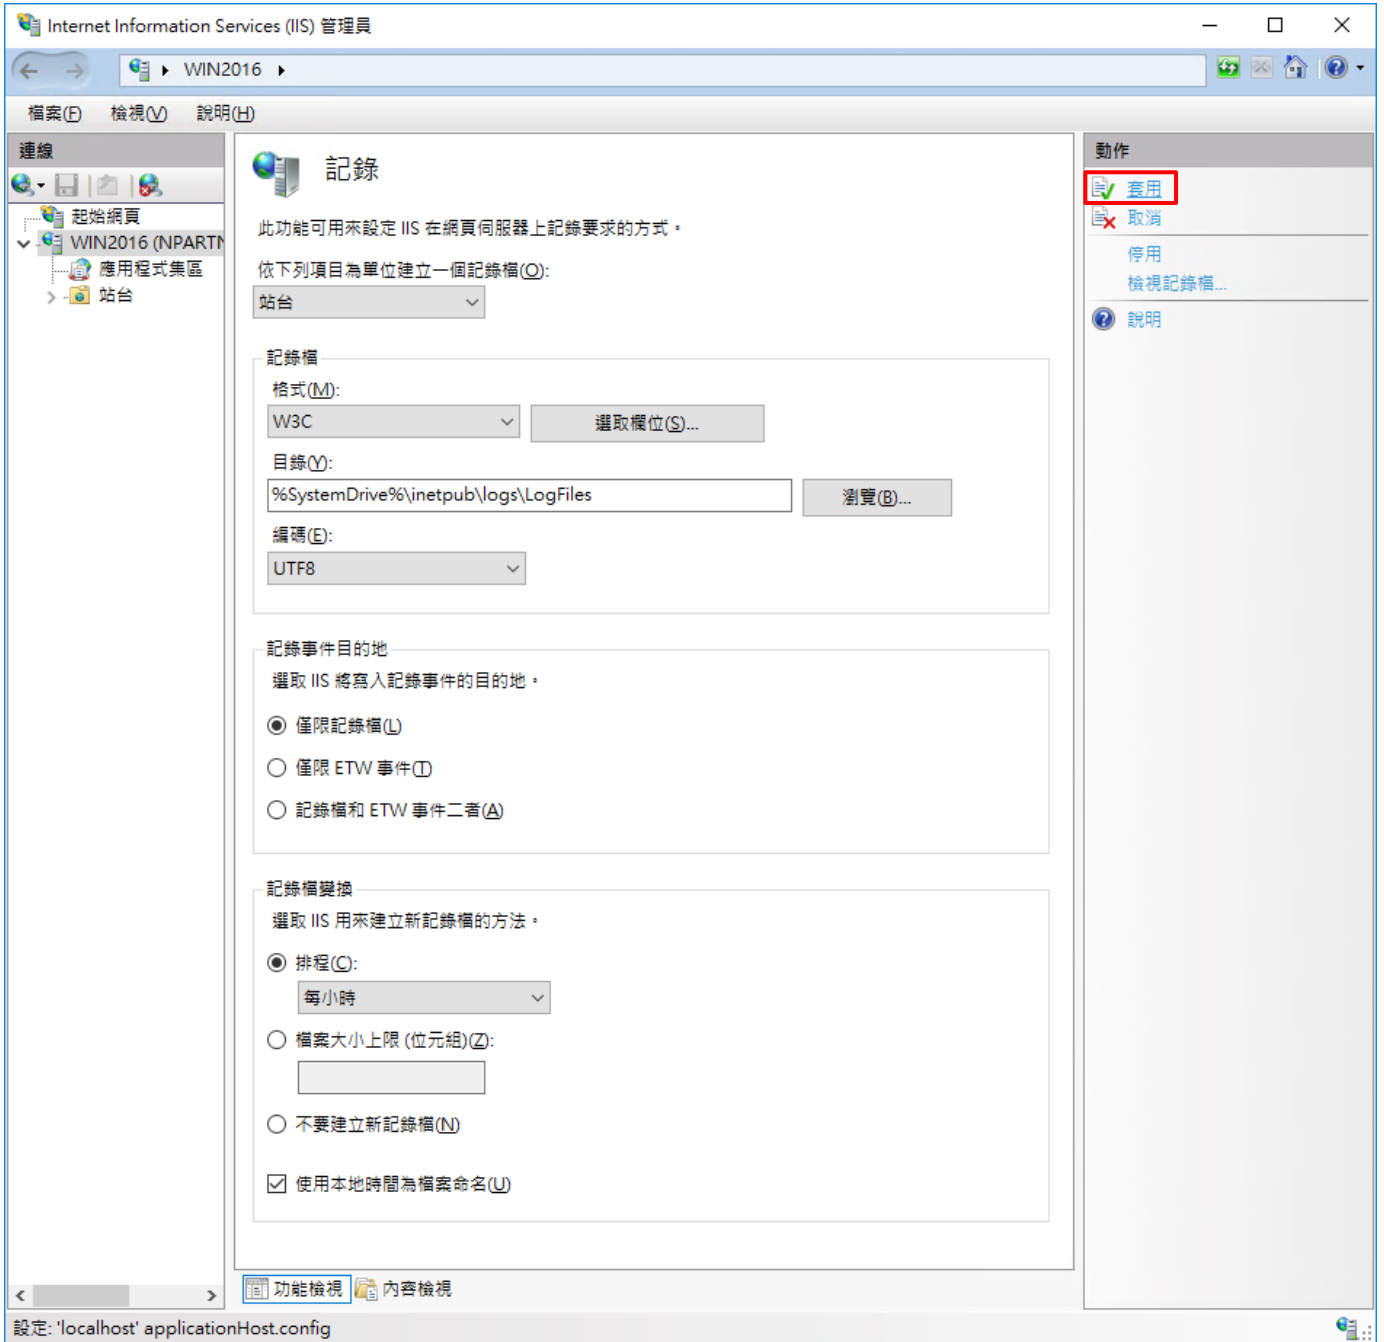 Internet Information Services (IIS) 管理員
WIN2016
檔案(F) 檢視(V) 說明(H)
連線
起始網頁
WIN2016 (NPARTN
應用程式集區
站台
記錄
此功能可用來設定 IIS 在網頁伺服器上記錄要求的方式。
依下列項目為單位建立一個記錄檔(O):
站台
記錄檔
格式(M):
W3C
選取欄位(S)...
目錄(Y):
%SystemDrive%\inetpub\logs\LogFiles
瀏覽(B)...
編碼(E):
UTF8
記錄事件目的地
選取 IIS 將寫入記錄事件的目的地。
僅限記錄檔(L)
僅限 ETW 事件(T)
記錄檔和 ETW 事件二者(A)
記錄檔變換
選取 IIS 用來建立新記錄檔的方法。
排程(C):
每小時
檔案大小上限 (位元組)(Z):
不要建立新記錄檔(N)
使用本地時間為檔案命名(U)
功能檢視 內容檢視
動作
套用
取消
停用
檢視記錄檔...
說明
設定: 'localhost' applicationHost.config